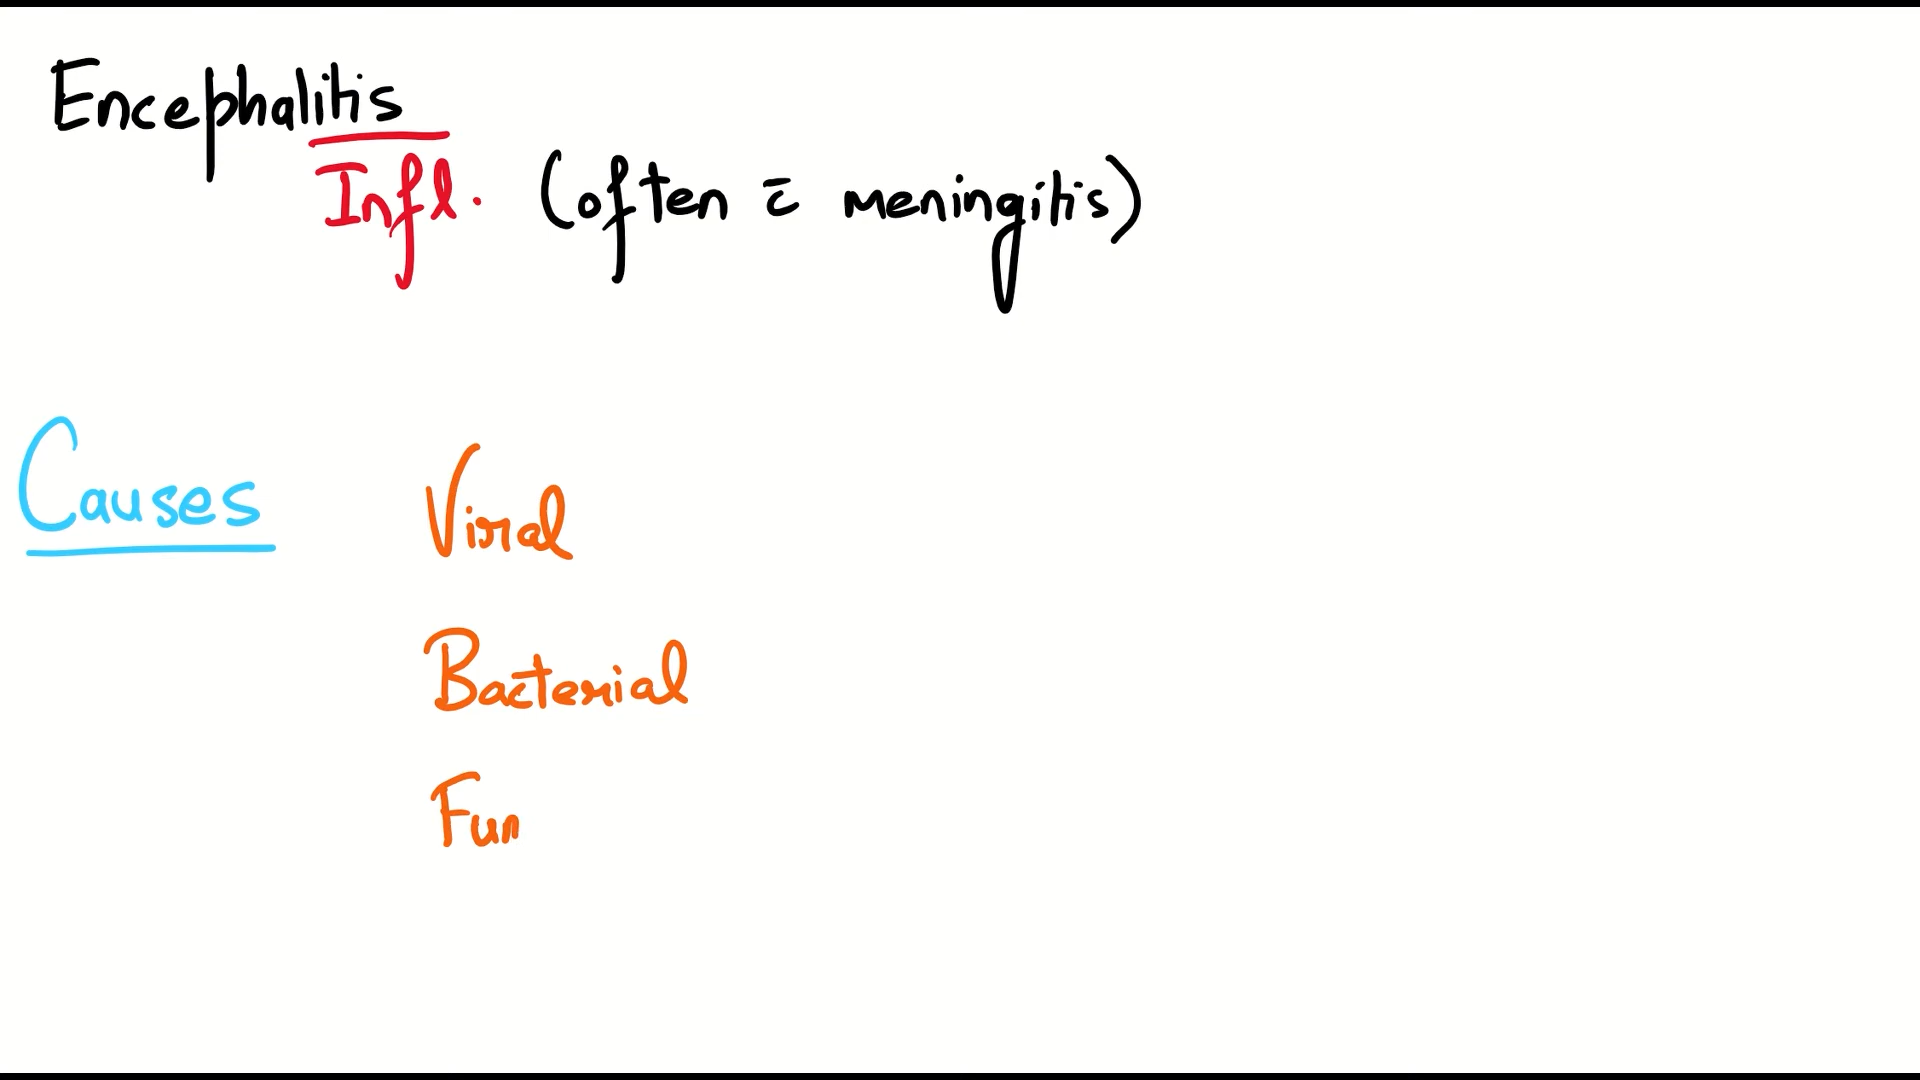 Encephalitis
Infl. (often c̄ meningitis)
Causes
Viral
Bacterial
Fun